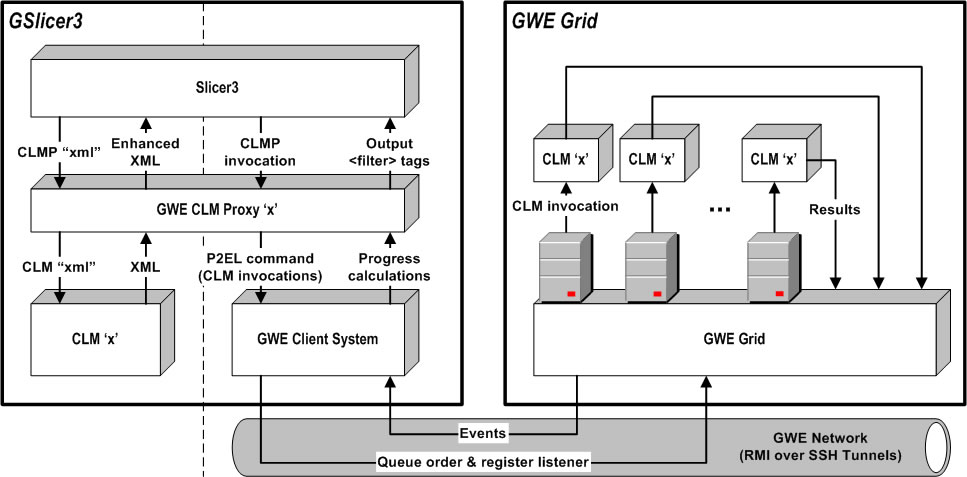 GSlicer3
Slicer3
CLMP “xml”
Enhanced
XML
CLMP
invocation
Output
<filter> tags
GWE CLM Proxy ‘x’
CLM “xml”
XML
P2EL command
(CLM invocations)
Progress
calculations
CLM ‘x’
GWE Client System
GWE Grid
CLM ‘x’
CLM ‘x’
CLM ‘x’
CLM invocation
...
Results
GWE Grid
Events
Queue order & register listener
GWE Network
(RMI over SSH Tunnels)